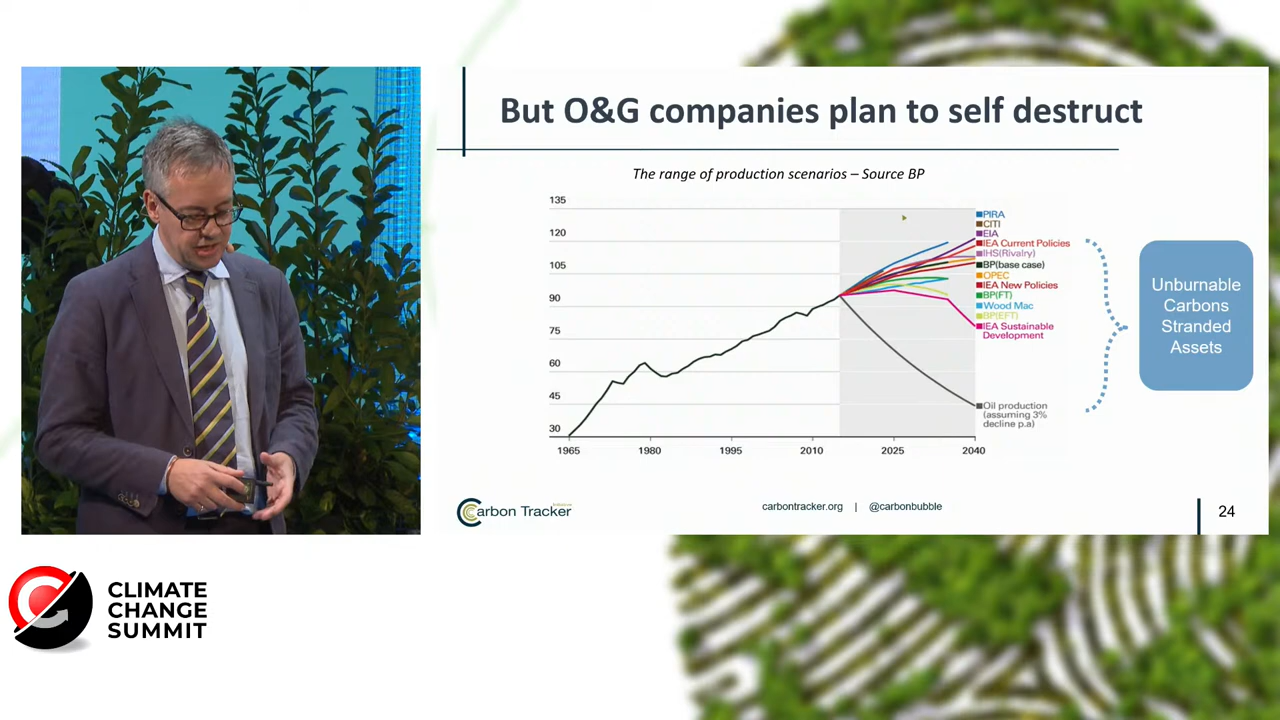 But O&G companies plan to self destruct
The range of production scenarios – Source BP
135
120
105
90
75
60
45
30
1965
1980
1995
2010
2025
2040
PIRA
CITI
EIA
IEA Current Policies
IHS(Rivalry)
BP(base case)
OPEC
IEA New Policies
BP(FT)
Wood Mac
BP(EFT)
IEA Sustainable
Development
Oil production
(assuming 3%
decline p.a)
Unburnable
Carbons
Stranded
Assets
Carbon Tracker
carbontracker.org | @carbonbubble
24
CLIMATE
CHANGE
SUMMIT